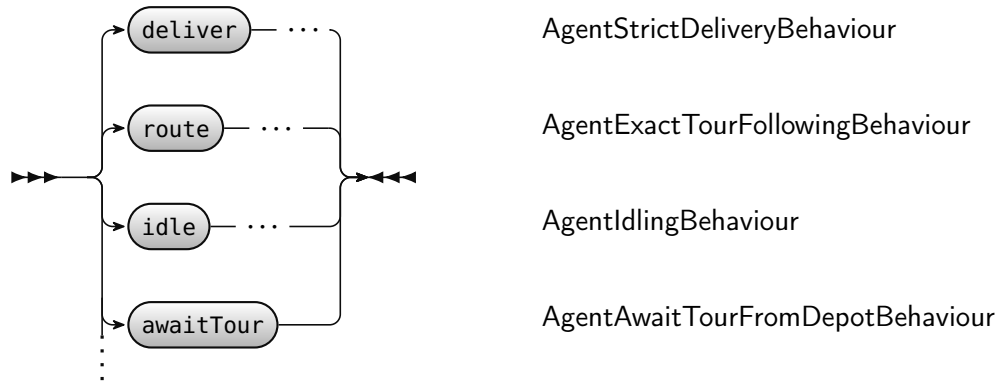 deliver ··· AgentStrictDeliveryBehaviour
route ··· AgentExactTourFollowingBehaviour
idle ··· AgentIdlingBehaviour
awaitTour AgentAwaitTourFromDepotBehaviour